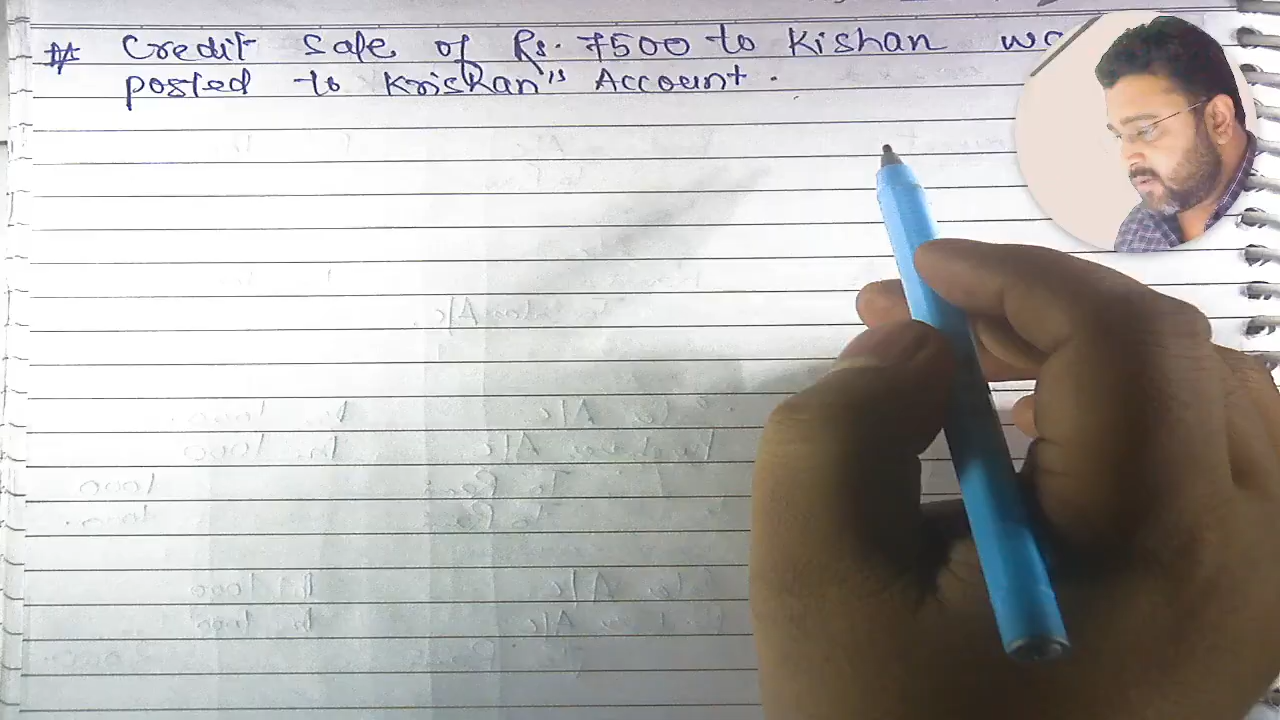 Credit Sale of Rs. 7500 to Kishan
posted to Krishan's Account.